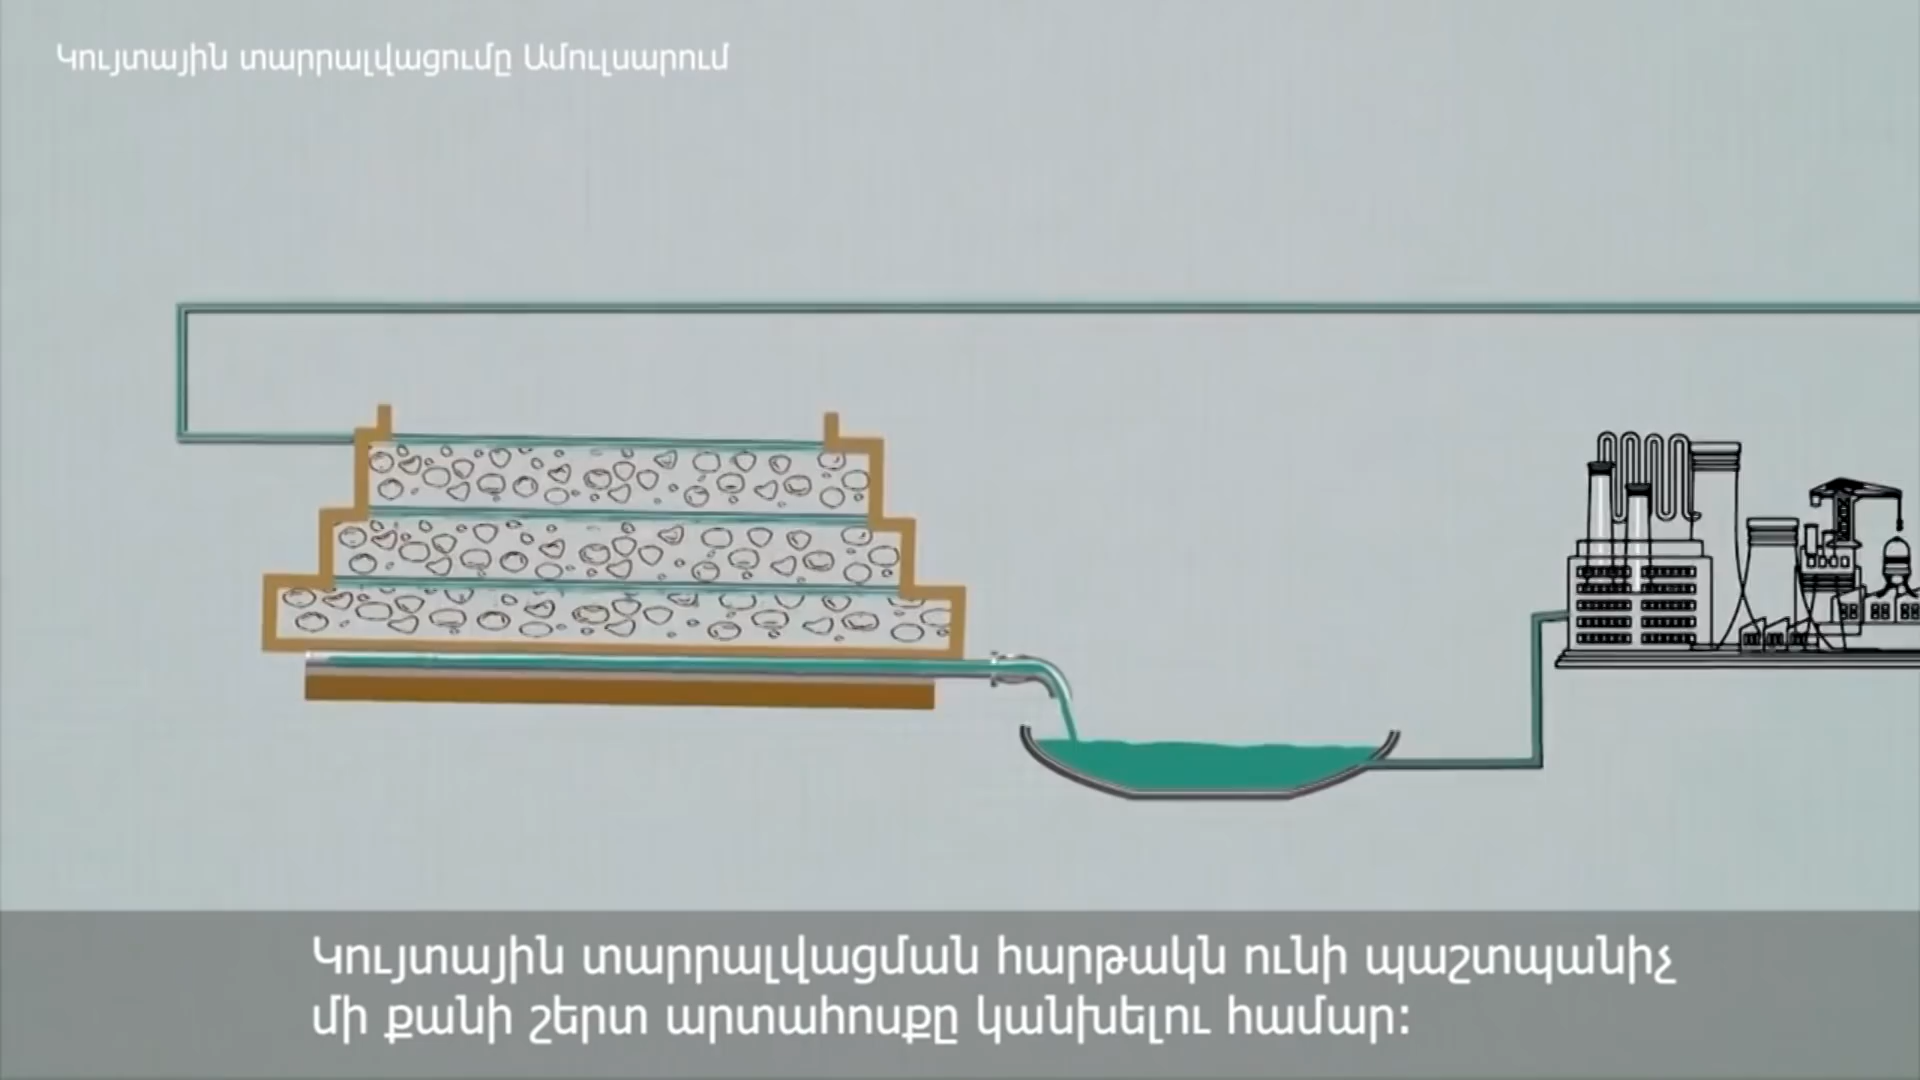 Կույտային տարրալվացումը Ամուլսարում
Կույտային տարրալվացման հարթակն ունի պաշտպանիչ
մի քանի շերտ արտահոսքը կանխելու համար: